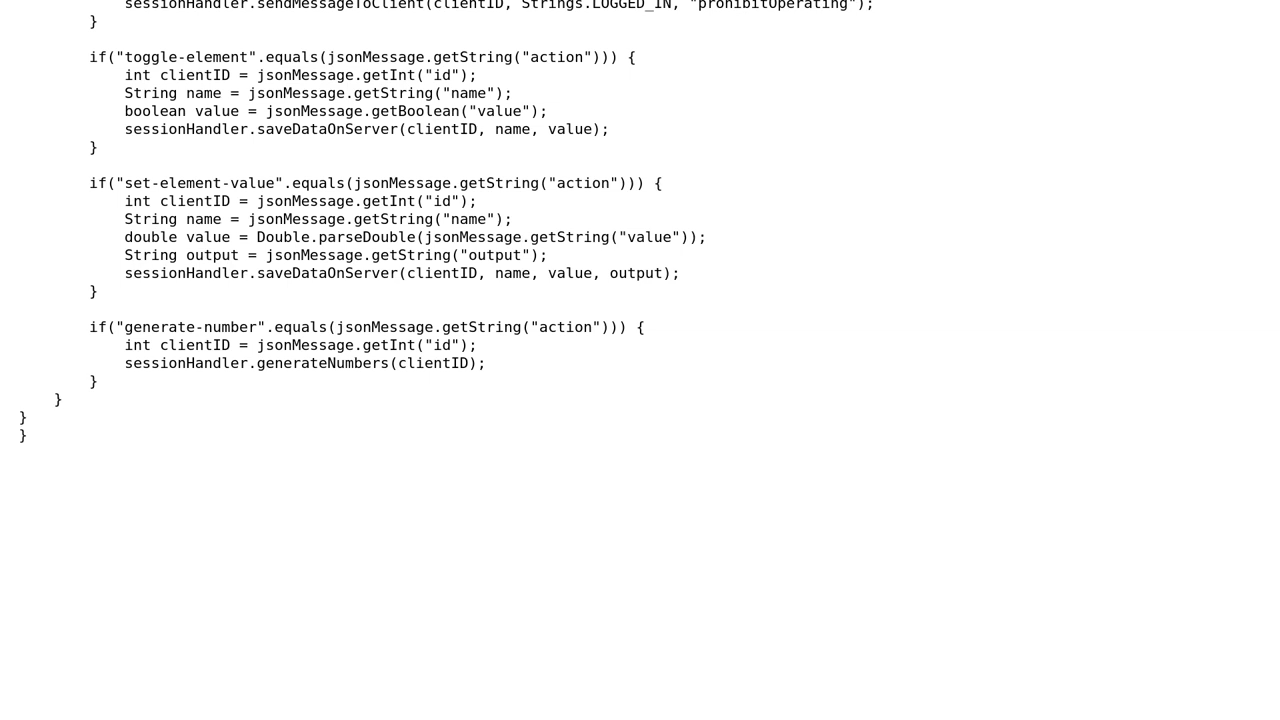 sessionHandler.sendMessageToClient(clientID, Strings.LOGGED_IN, "prohibitOperating");
}
if("toggle-element".equals(jsonMessage.getString("action"))) {
int clientID = jsonMessage.getInt("id");
String name = jsonMessage.getString("name");
boolean value = jsonMessage.getBoolean("value");
sessionHandler.saveDataOnServer(clientID, name, value);
}
if("set-element-value".equals(jsonMessage.getString("action"))) {
int clientID = jsonMessage.getInt("id");
String name = jsonMessage.getString("name");
double value = Double.parseDouble(jsonMessage.getString("value"));
String output = jsonMessage.getString("output");
sessionHandler.saveDataOnServer(clientID, name, value, output);
}
if("generate-number".equals(jsonMessage.getString("action"))) {
int clientID = jsonMessage.getInt("id");
sessionHandler.generateNumbers(clientID);
}
}
}
}